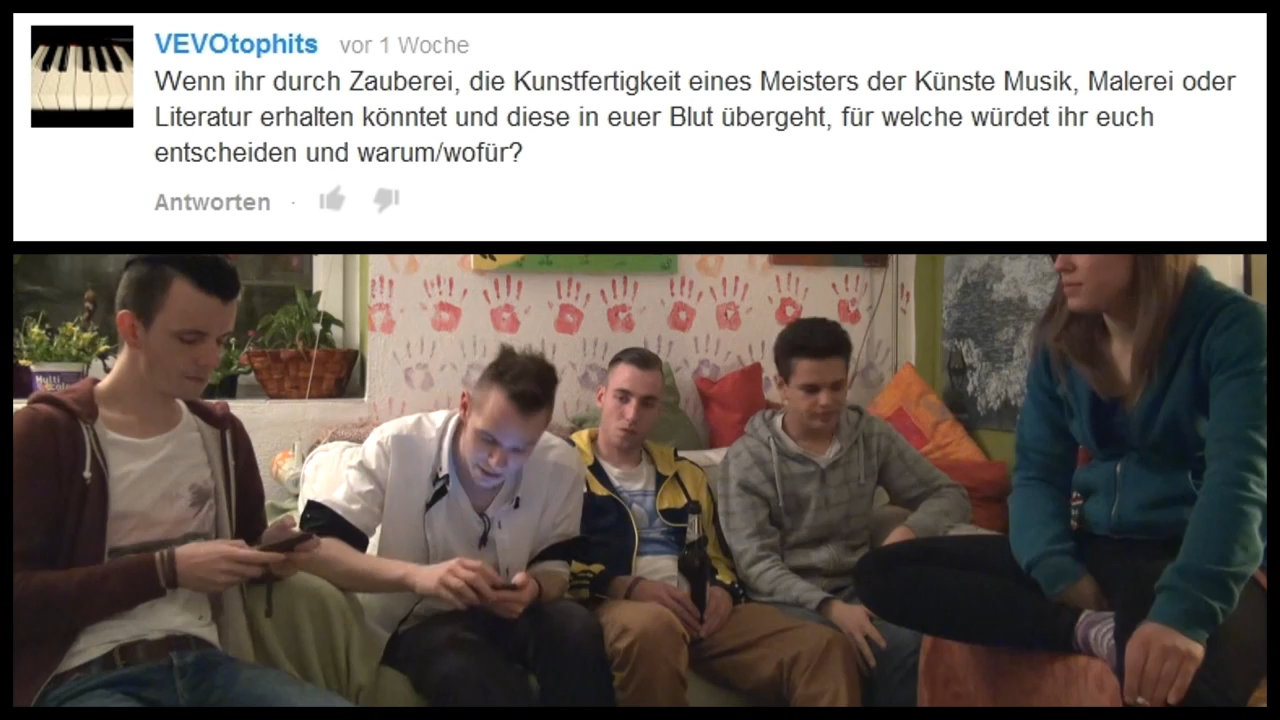 VEVOtophits vor 1 Woche
Wenn ihr durch Zauberei, die Kunstfertigkeit eines Meisters der Künste Musik, Malerei oder
Literatur erhalten könntet und diese in euer Blut übergeht, für welche würdet ihr euch
entscheiden und warum/wofür?
Antworten ·
Multi